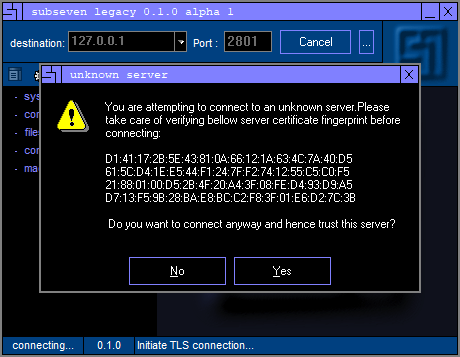 subseven legacy 0.1.0 alpha 1
destination: 127.0.0.1 Port : 2801 Cancel ...
unknown server
You are attempting to connect to an unknown server.Please
take care of verifying bellow server certificate fingerprint before
connecting:
D1:41:17:2B:5E:43:81:0A:66:12:1A:63:4C:7A:40:D5
61:5C:D4:1E:E5:44:F1:24:7F:F2:74:12:55:C5:C0:F5
21:88:01:00:D5:2B:4F:20:A4:3F:08:FE:D4:93:D9:A5
D7:13:F5:9B:28:BA:E8:BC:C2:F8:3F:01:E6:D2:7C:3B
Do you want to connect anyway and hence trust this server?
No Yes
- sys
- con
- files
- con
- ma
connecting... 0.1.0 Initiate TLS connection...